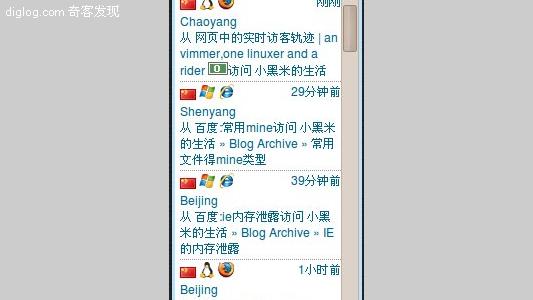 diglog.com 奇客发现
刚刚
Chaoyang
从 网页中的实时访客轨迹 | an
vimmer,one linuxer and a
rider 0 访问 小黑米的生活
29分钟前
Shenyang
从 百度:常用mine访问 小黑米
的生活 » Blog Archive » 常用
文件得mine类型
39分钟前
Beijing
从 百度:ie内存泄露访问 小黑
米的生活 » Blog Archive » IE
的内存泄露
1小时前
Beijing